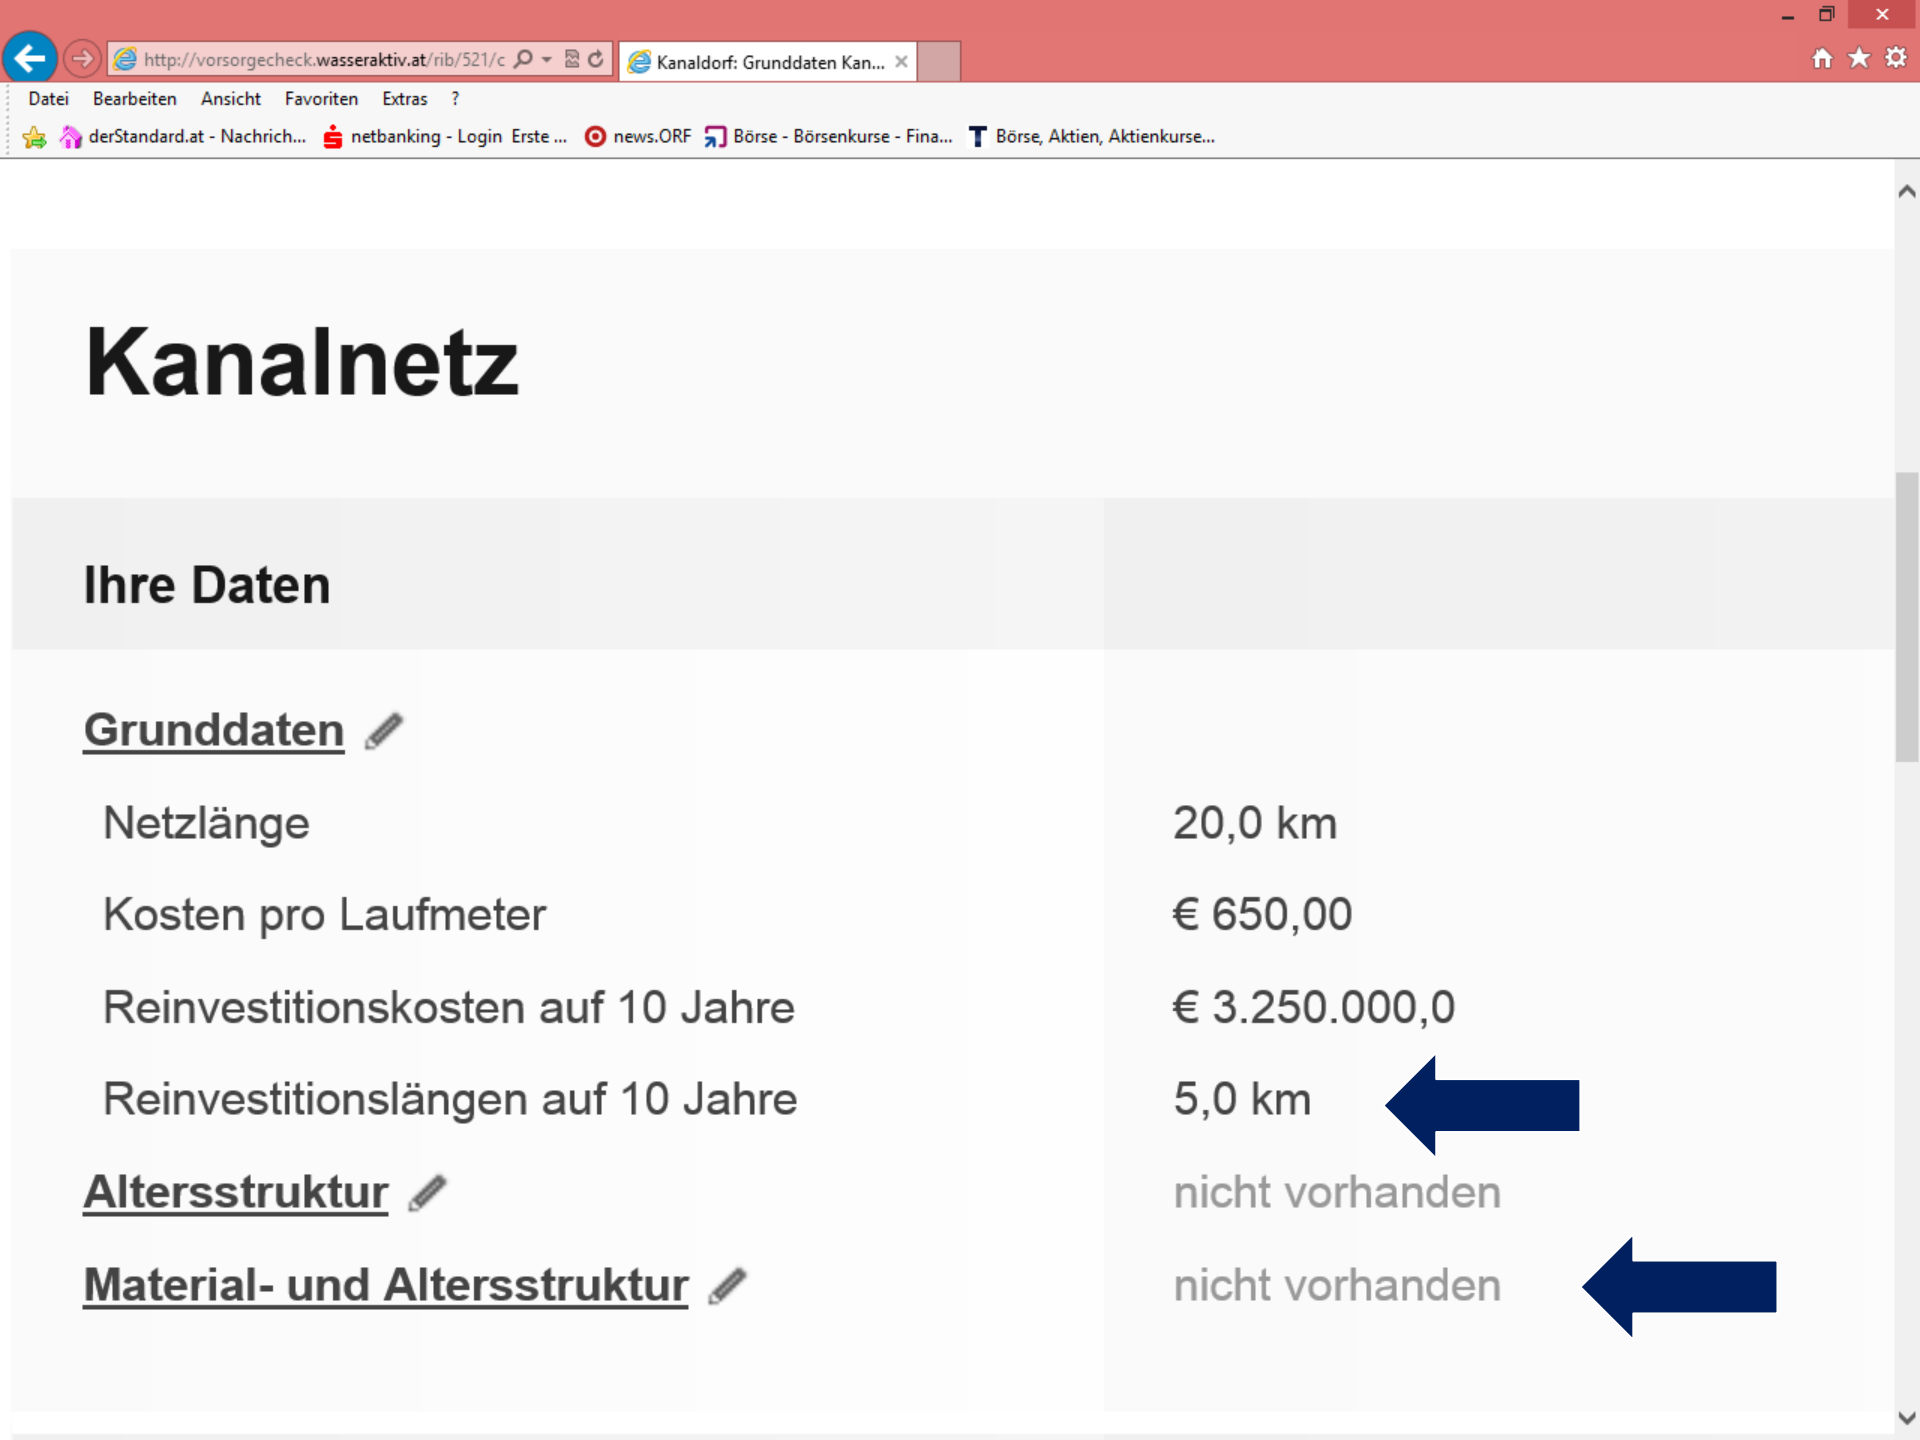 http://vorsorgecheck.wasseraktiv.at/rib/521/c
Kanaldorf: Grunddaten Kan...
Datei Bearbeiten Ansicht Favoriten Extras ?
derStandard.at - Nachrich... netbanking - Login Erste ... news.ORF Börse - Börsenkurse - Fina... Börse, Aktien, Aktienkurse...
Kanalnetz
Ihre Daten
Grunddaten
Netzlänge 20,0 km
Kosten pro Laufmeter € 650,00
Reinvestitionskosten auf 10 Jahre € 3.250.000,0
Reinvestitionslängen auf 10 Jahre 5,0 km
Altersstruktur nicht vorhanden
Material- und Altersstruktur nicht vorhanden